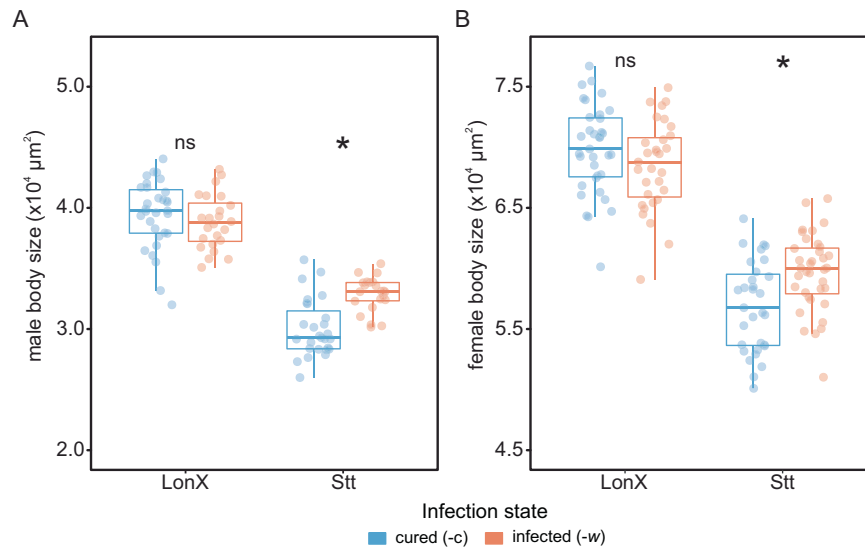 A
B
male body size (x10⁴ µm²)
5.0
4.0
3.0
2.0
ns
*
LonX
Stt
female body size (x10⁴ µm²)
7.5
6.5
5.5
4.5
ns
*
LonX
Stt
Infection state
cured (-c)
infected (-w)